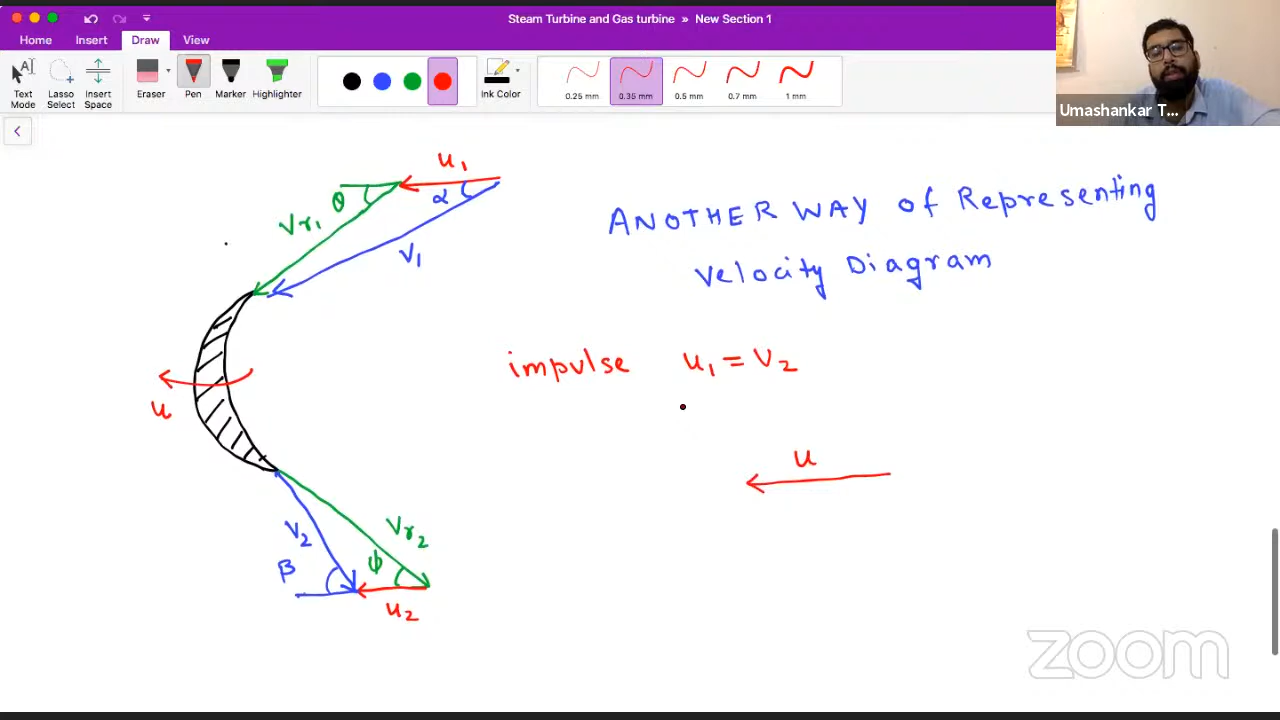 Steam Turbine and Gas turbine » New Section 1
Home Insert Draw View
Text Mode
Lasso Select
Insert Space
Eraser
Pen
Marker
Highlighter
Ink Color
0.25 mm
0.35 mm
0.5 mm
0.7 mm
1 mm
Umashankar T...
u1
θ
α
Vr1
V1
ANOTHER WAY of Representing
Velocity Diagram
impulse u1 = V2
u
u
V2
Vr2
β
φ
u2
zoom